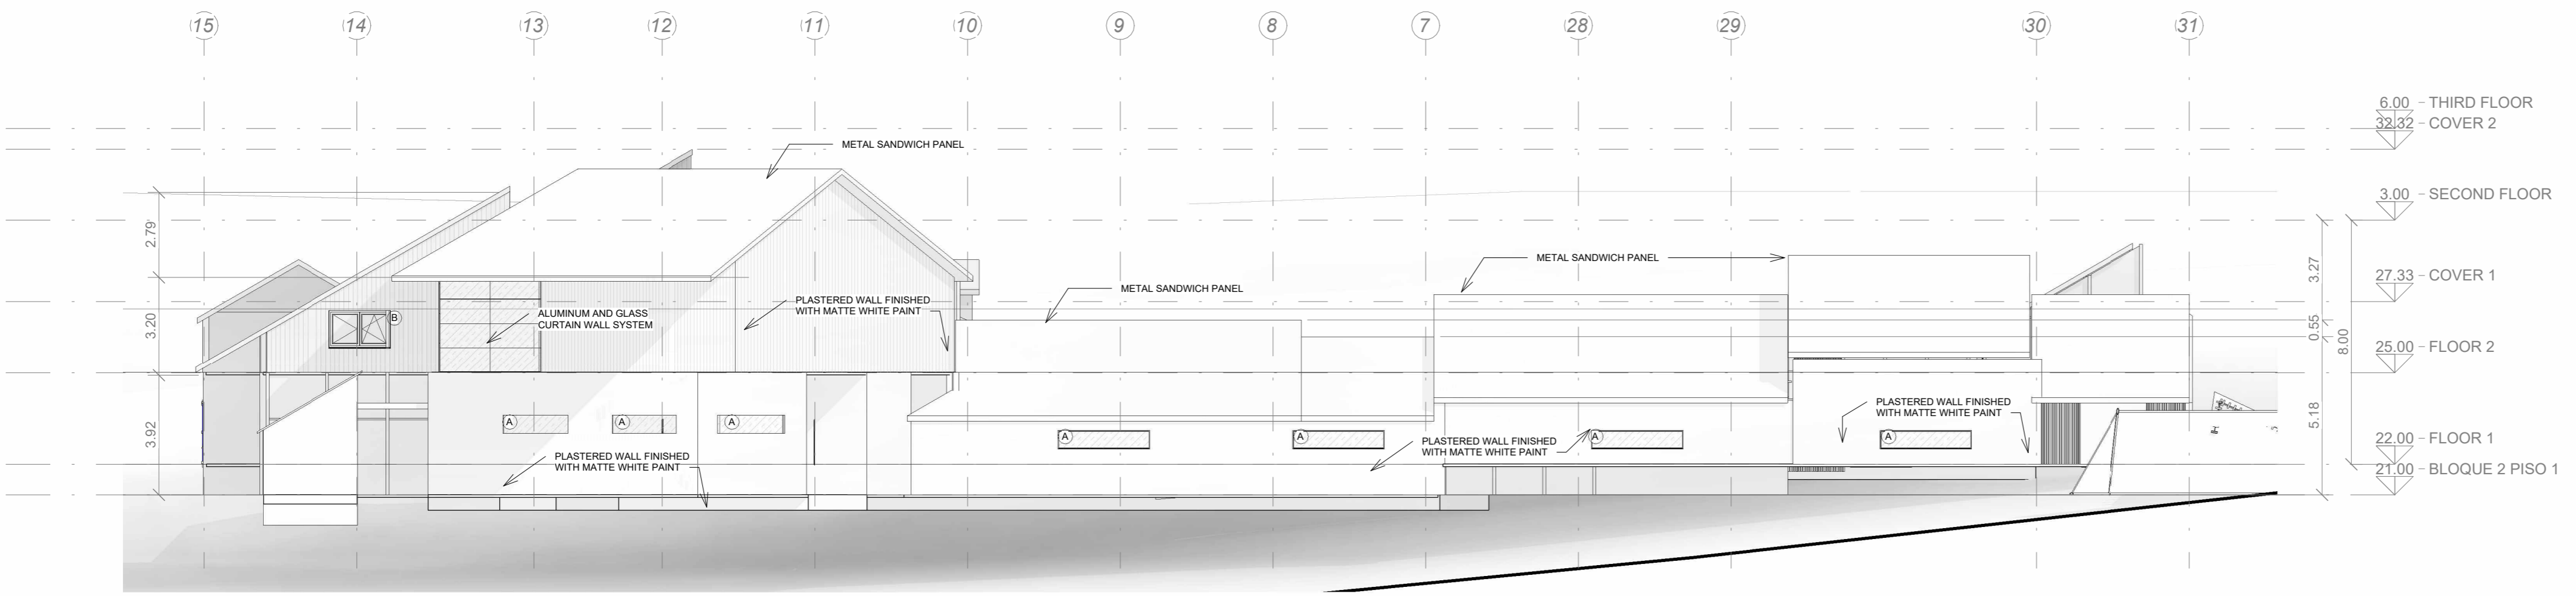 15 14 13 12 11 10 9 8 7 28 29 30 31
6.00 - THIRD FLOOR
32.32 - COVER 2
METAL SANDWICH PANEL
3.00 - SECOND FLOOR
2.79
METAL SANDWICH PANEL
3.27
27.33 - COVER 1
METAL SANDWICH PANEL
PLASTERED WALL FINISHED
WITH MATTE WHITE PAINT
ALUMINUM AND GLASS
CURTAIN WALL SYSTEM
B
3.20
0.55
8.00
25.00 - FLOOR 2
PLASTERED WALL FINISHED
WITH MATTE WHITE PAINT
A A A
A A A A
3.92
5.18
PLASTERED WALL FINISHED
WITH MATTE WHITE PAINT
22.00 - FLOOR 1
PLASTERED WALL FINISHED
WITH MATTE WHITE PAINT
21.00 - BLOQUE 2 PISO 1